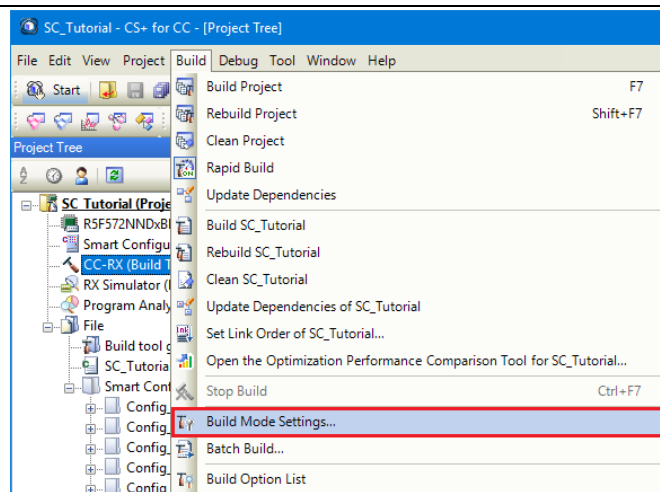 SC_Tutorial - CS+ for CC - [Project Tree]
File Edit View Project Build Debug Tool Window Help
Start
Project Tree
SC_Tutorial (Proje
R5F572NNDxBl
Smart Configu
CC-RX (Build T
RX Simulator (
Program Analy
File
Build tool g
SC_Tutoria
Smart Conf
Config_
Config_
Config_
Config_
Config
Build Project F7
Rebuild Project Shift+F7
Clean Project
Rapid Build
Update Dependencies
Build SC_Tutorial
Rebuild SC_Tutorial
Clean SC_Tutorial
Update Dependencies of SC_Tutorial
Set Link Order of SC_Tutorial...
Open the Optimization Performance Comparison Tool for SC_Tutorial...
Stop Build Ctrl+F7
Build Mode Settings...
Batch Build...
Build Option List